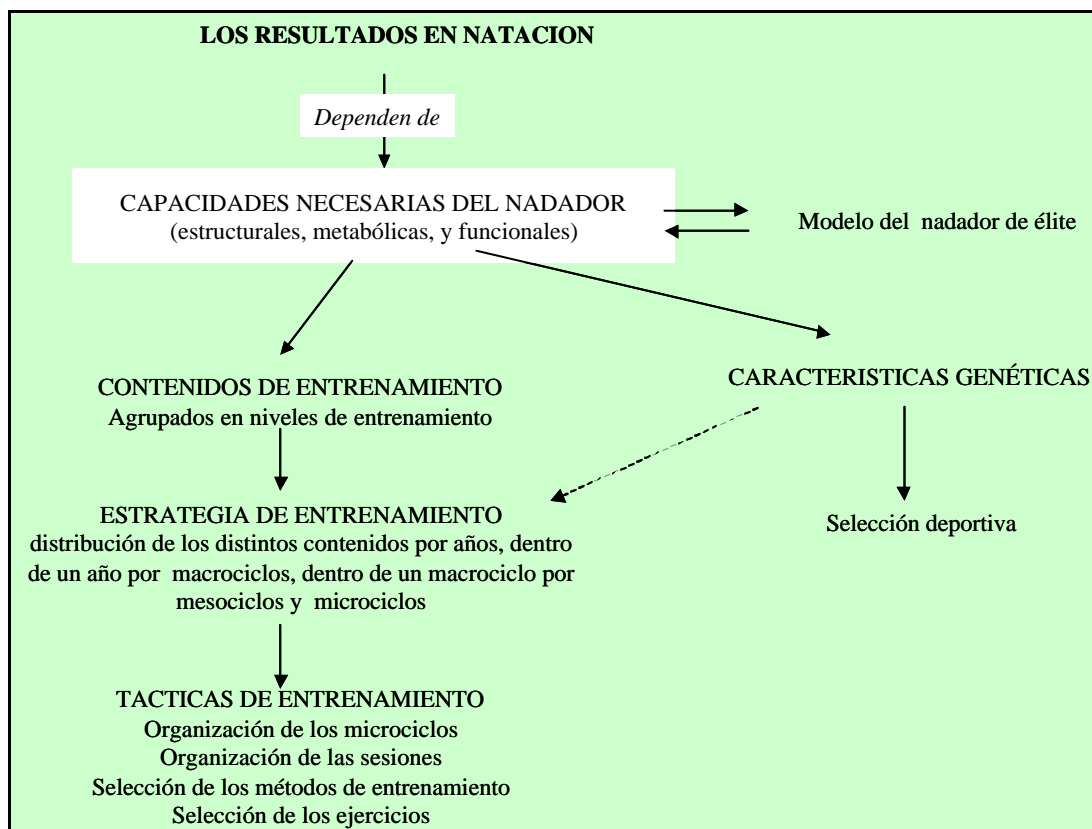 LOS RESULTADOS EN NATACION
Dependen de
CAPACIDADES NECESARIAS DEL NADADOR
(estructurales, metabólicas, y funcionales)
Modelo del nadador de élite
CONTENIDOS DE ENTRENAMIENTO
Agrupados en niveles de entrenamiento
CARACTERISTICAS GENÉTICAS
ESTRATEGIA DE ENTRENAMIENTO
distribución de los distintos contenidos por años, dentro
de un año por macrociclos, dentro de un macrociclo por
mesociclos y microciclos
Selección deportiva
TACTICAS DE ENTRENAMIENTO
Organización de los microciclos
Organización de las sesiones
Selección de los métodos de entrenamiento
Selección de los ejercicios